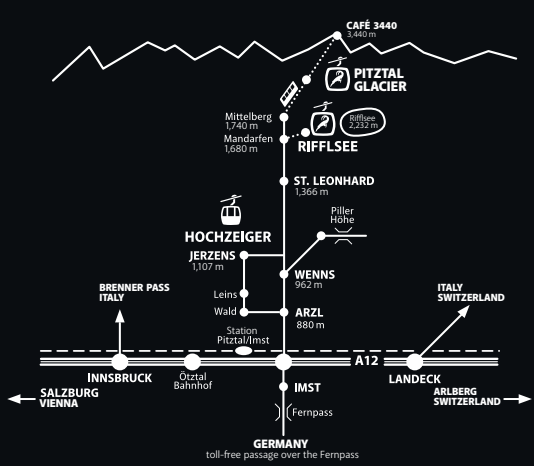 CAFÉ 3440
3,440 m
PITZTAL
GLACIER
Mittelberg
1,740 m
Rifflsee
2,232 m
Mandarfen
1,680 m
RIFFLSEE
ST. LEONHARD
1,366 m
Piller
Höhe
HOCHZEIGER
JERZENS
1,107 m
WENNS
962 m
BRENNER PASS
ITALY
ITALY
SWITZERLAND
Leins
Wald
ARZL
880 m
Station
Pitztal/Imst
A12
INNSBRUCK
Ötztal
Bahnhof
LANDECK
IMST
SALZBURG
VIENNA
ARLBERG
SWITZERLAND
Fernpass
GERMANY
toll-free passage over the Fernpass